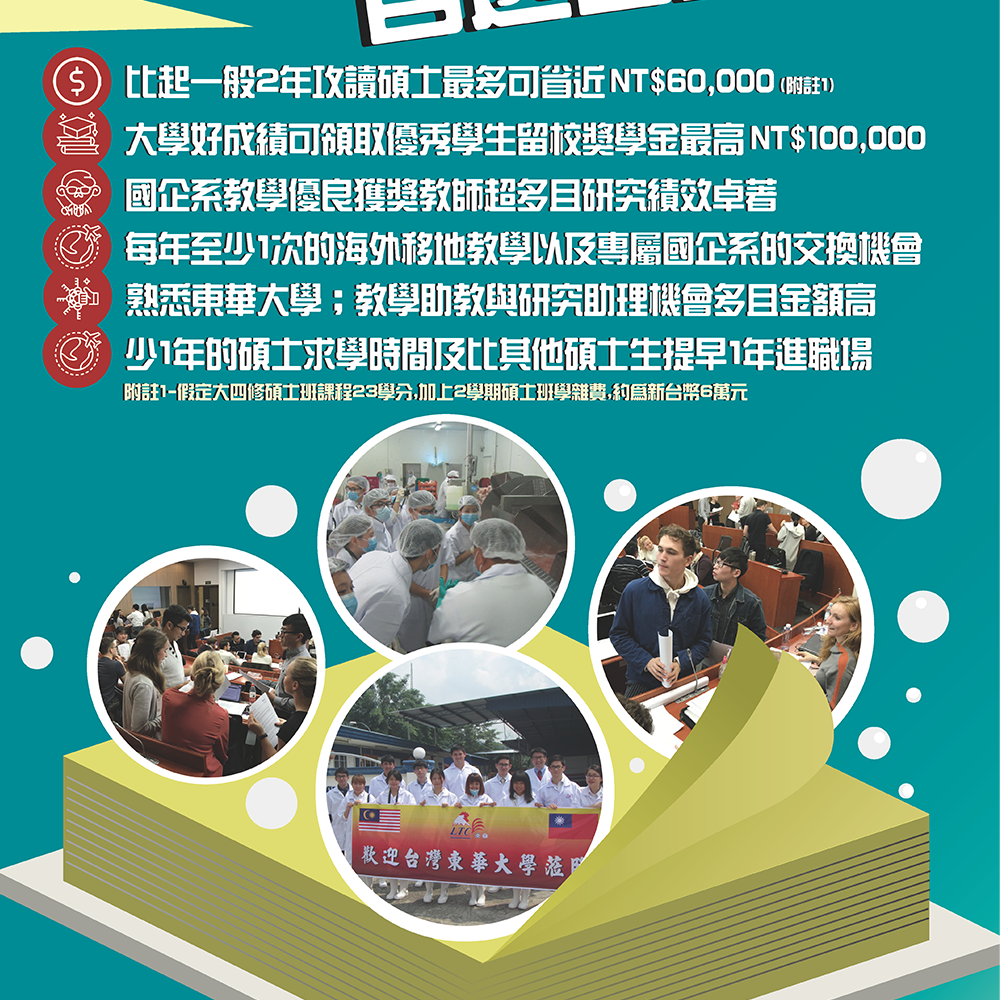 比起一般2年攻讀碩士最多可省近NT$60,000(附註1)
大學好成績可領取優秀學生留校獎學金最高NT$100,000
國企系教學優良獲獎教師超多且研究績效卓著
每年至少1次的海外移地教學以及專屬國企系的交換機會
熟悉東華大學；教學助教與研究助理機會多且金額高
少1年的碩士求學時間及比其他碩士生提早1年進職場
附註1-假定大四修碩士班課程23學分,加上2學期碩士班學雜費,約為新台幣6萬元
LTC
歡迎台灣東華大學蒞